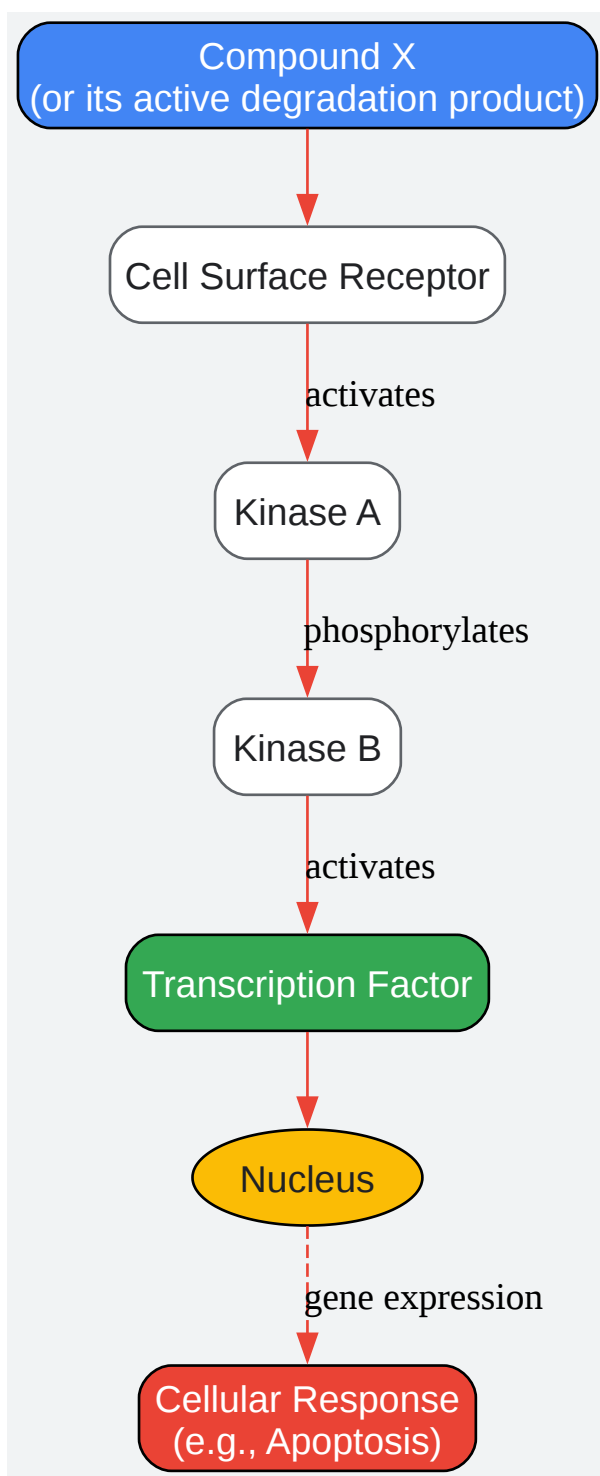 Compound X
(or its active degradation product)
Cell Surface Receptor
activates
Kinase A
phosphorylates
Kinase B
activates
Transcription Factor
Nucleus
gene expression
Cellular Response
(e.g., Apoptosis)